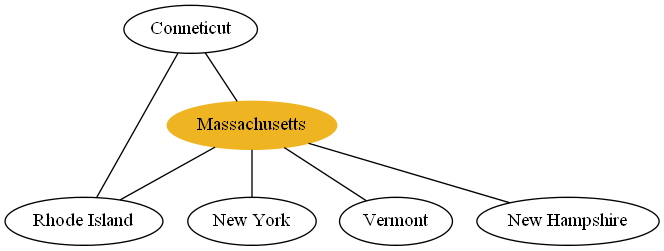 Conneticut
Massachusetts
Rhode Island
New York
Vermont
New Hampshire